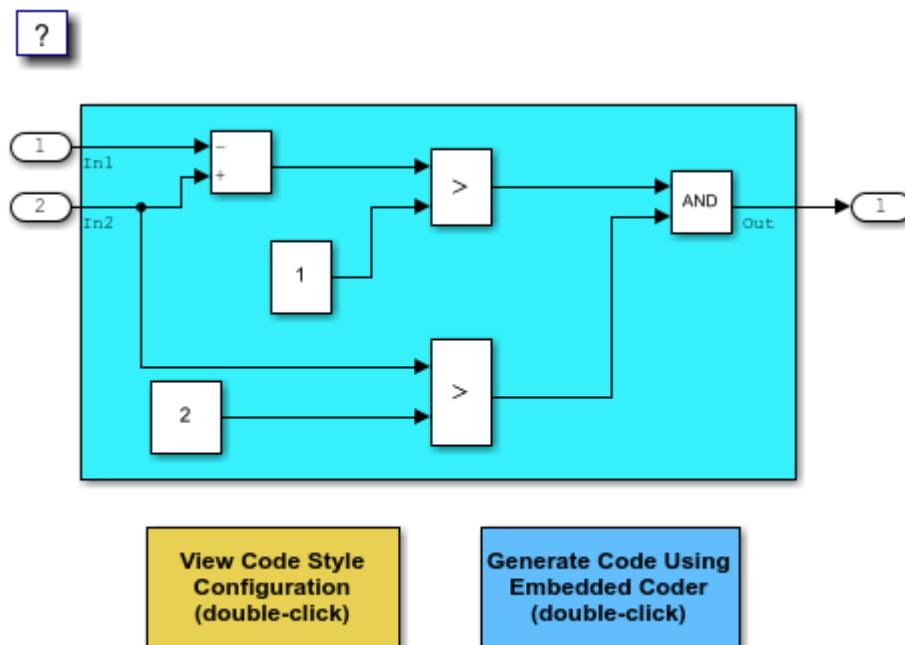 ?
1
In1
−
+
>
AND
1
Out
2
In2
1
>
2
View Code Style
Configuration
(double-click)
Generate Code Using
Embedded Coder
(double-click)